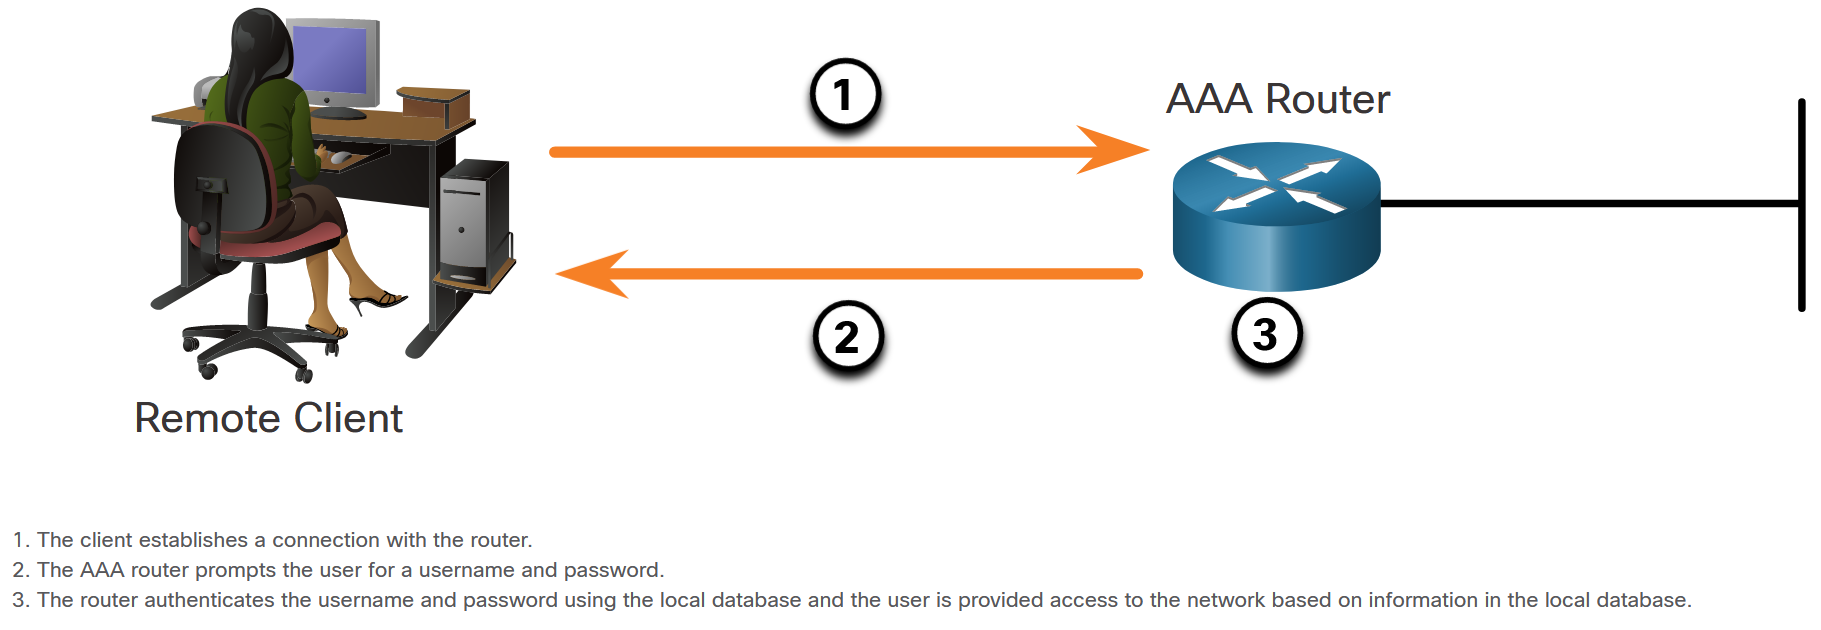 1
AAA Router
2
3
Remote Client
1. The client establishes a connection with the router.
2. The AAA router prompts the user for a username and password.
3. The router authenticates the username and password using the local database and the user is provided access to the network based on information in the local database.